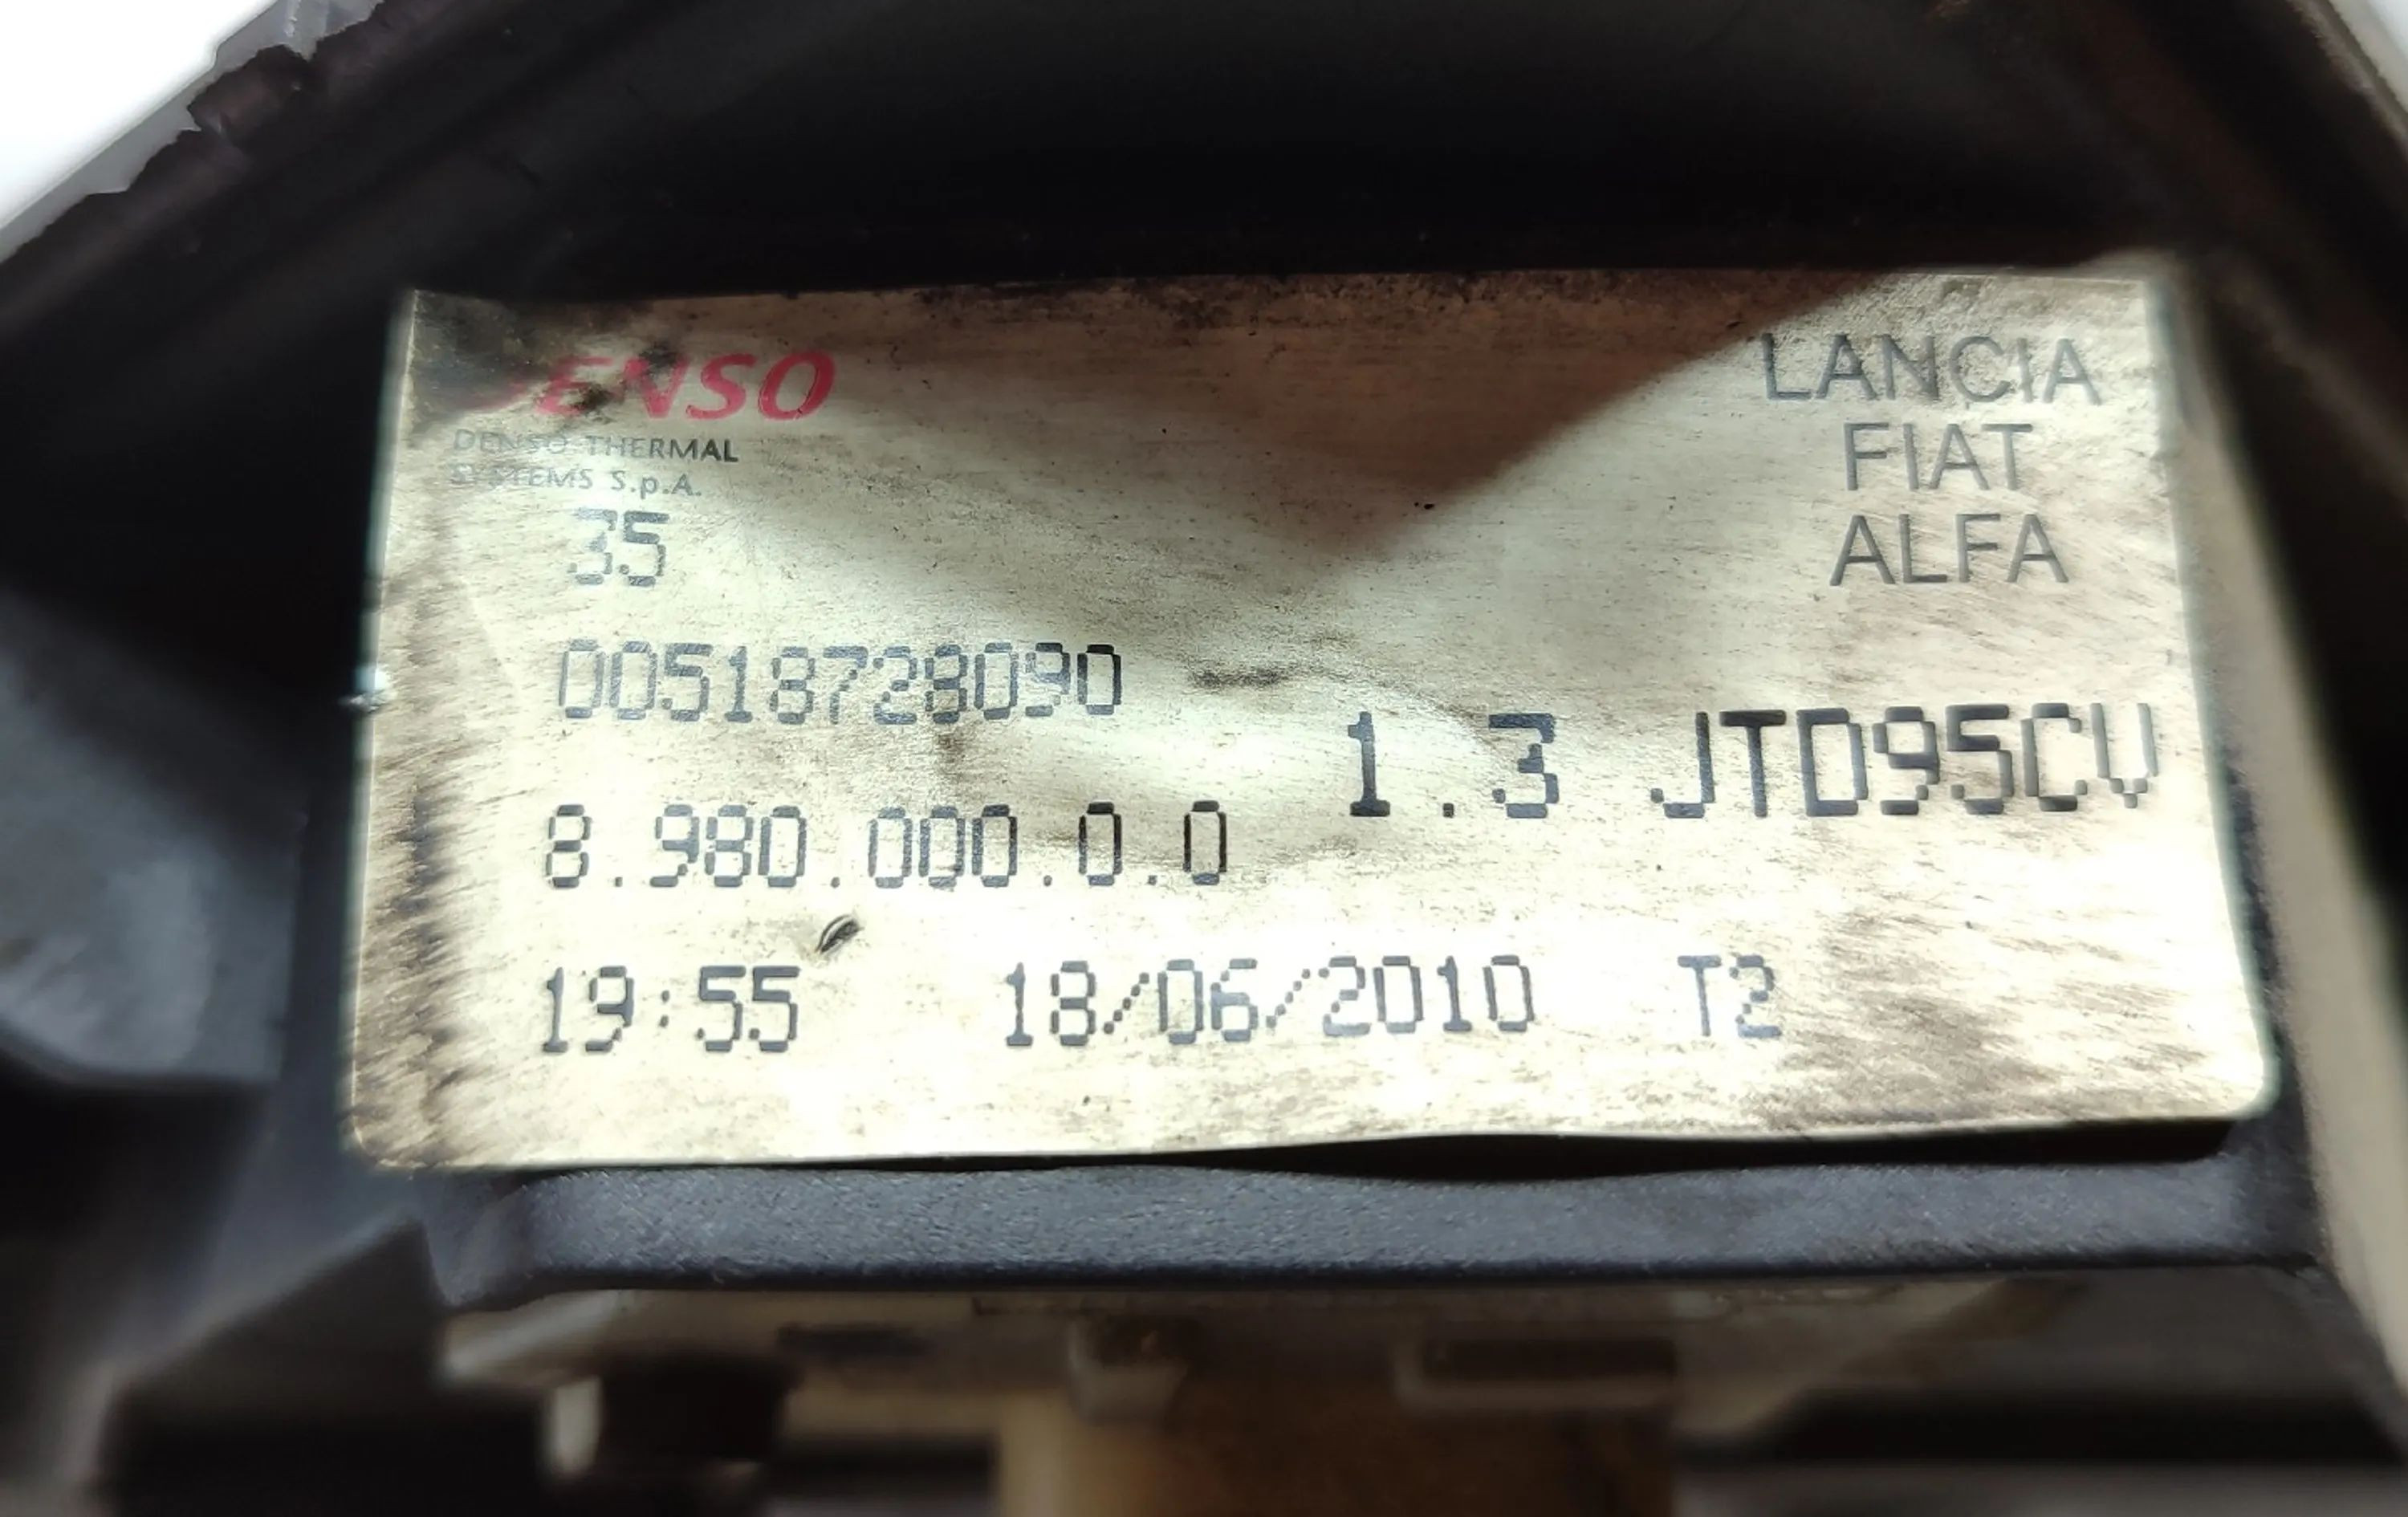 DENSO
DENSO THERMAL
SYSTEMS S.p.A.
LANCIA
FIAT
ALFA
35
00518728090
1.3 JTD95CV
8.980.000.0.0
19:55 18/06/2010 T2